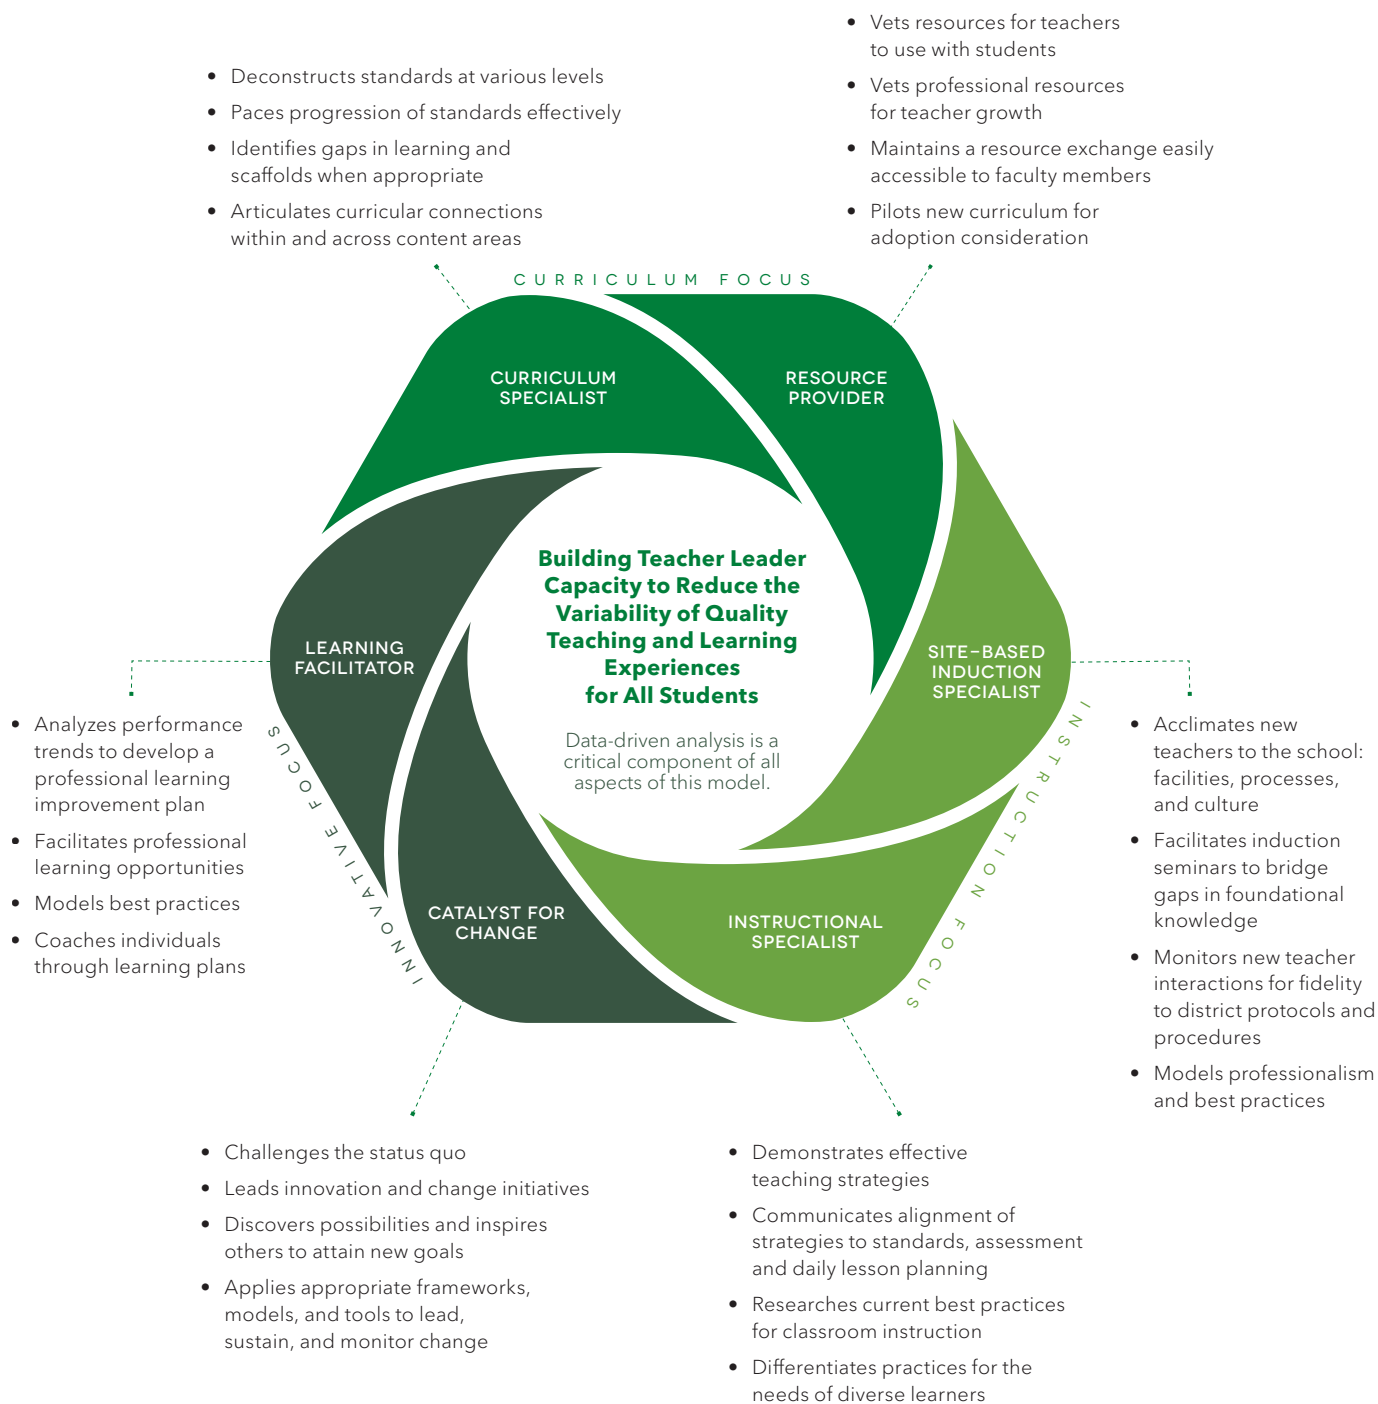 • Deconstructs standards at various levels
• Paces progression of standards effectively
• Identifies gaps in learning and
scaffolds when appropriate
• Articulates curricular connections
within and across content areas
• Vets resources for teachers
to use with students
• Vets professional resources
for teacher growth
• Maintains a resource exchange easily
accessible to faculty members
• Pilots new curriculum for
adoption consideration
CURRICULUM FOCUS
CURRICULUM
SPECIALIST
RESOURCE
PROVIDER
Building Teacher Leader
Capacity to Reduce the
Variability of Quality
Teaching and Learning
Experiences
for All Students
Data-driven analysis is a
critical component of all
aspects of this model.
LEARNING
FACILITATOR
SITE-BASED
INDUCTION
SPECIALIST
INNOVATIVE FOCUS
INSTRUCTION FOCUS
CATALYST FOR
CHANGE
INSTRUCTIONAL
SPECIALIST
• Analyzes performance
trends to develop a
professional learning
improvement plan
• Facilitates professional
learning opportunities
• Models best practices
• Coaches individuals
through learning plans
• Acclimates new
teachers to the school:
facilities, processes,
and culture
• Facilitates induction
seminars to bridge
gaps in foundational
knowledge
• Monitors new teacher
interactions for fidelity
to district protocols and
procedures
• Models professionalism
and best practices
• Challenges the status quo
• Leads innovation and change initiatives
• Discovers possibilities and inspires
others to attain new goals
• Applies appropriate frameworks,
models, and tools to lead,
sustain, and monitor change
• Demonstrates effective
teaching strategies
• Communicates alignment of
strategies to standards, assessment
and daily lesson planning
• Researches current best practices
for classroom instruction
• Differentiates practices for the
needs of diverse learners